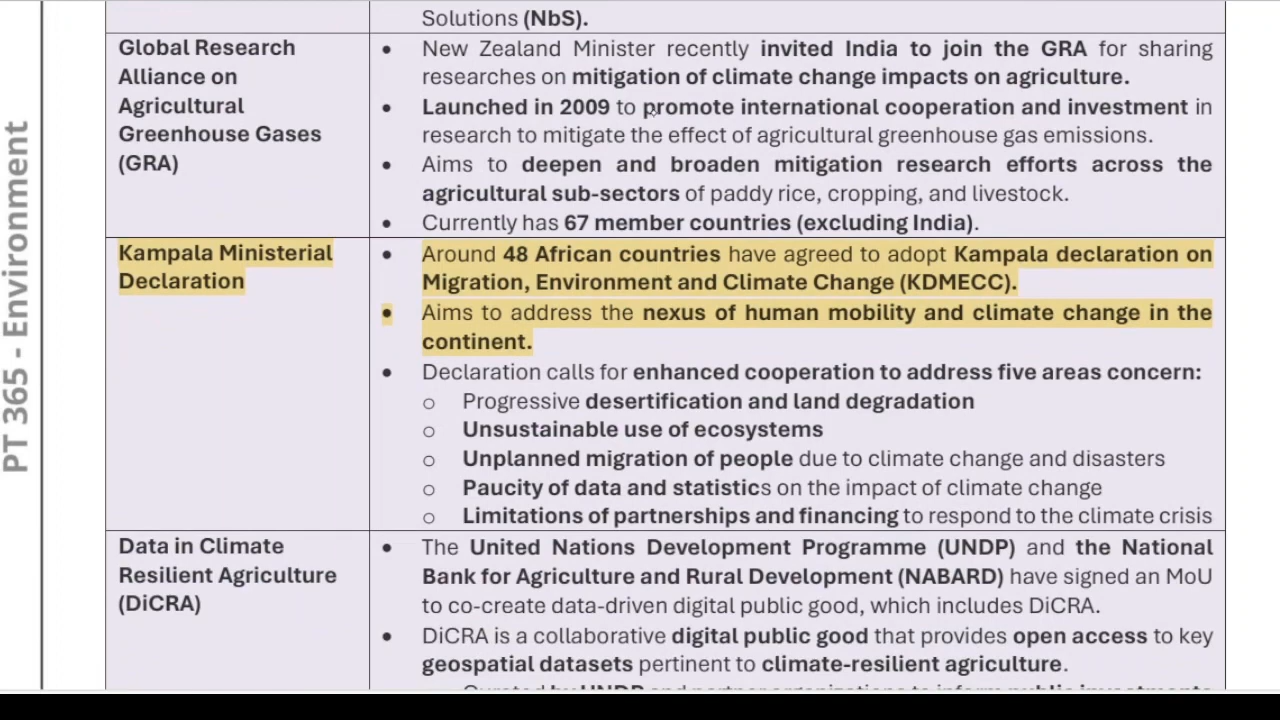 PT 365 - Environment
Solutions (NbS).
Global Research
Alliance on
Agricultural
Greenhouse Gases
(GRA)
• New Zealand Minister recently invited India to join the GRA for sharing
researches on mitigation of climate change impacts on agriculture.
• Launched in 2009 to promote international cooperation and investment in
research to mitigate the effect of agricultural greenhouse gas emissions.
• Aims to deepen and broaden mitigation research efforts across the
agricultural sub-sectors of paddy rice, cropping, and livestock.
• Currently has 67 member countries (excluding India).
Kampala Ministerial
Declaration
• Around 48 African countries have agreed to adopt Kampala declaration on
Migration, Environment and Climate Change (KDMECC).
• Aims to address the nexus of human mobility and climate change in the
continent.
• Declaration calls for enhanced cooperation to address five areas concern:
o Progressive desertification and land degradation
o Unsustainable use of ecosystems
o Unplanned migration of people due to climate change and disasters
o Paucity of data and statistics on the impact of climate change
o Limitations of partnerships and financing to respond to the climate crisis
Data in Climate
Resilient Agriculture
(DiCRA)
• The United Nations Development Programme (UNDP) and the National
Bank for Agriculture and Rural Development (NABARD) have signed an MoU
to co-create data-driven digital public good, which includes DiCRA.
• DiCRA is a collaborative digital public good that provides open access to key
geospatial datasets pertinent to climate-resilient agriculture.